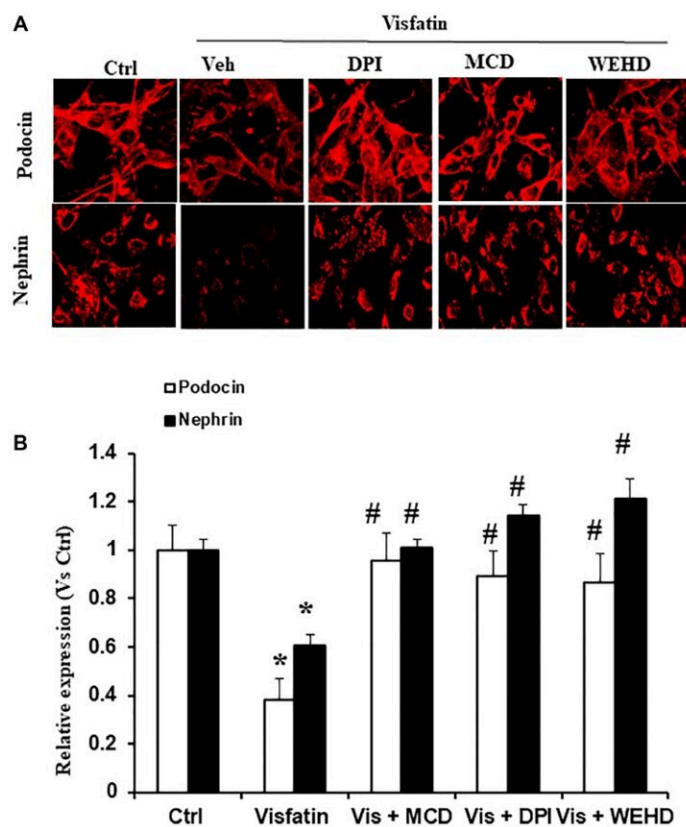 A
Visfatin
Ctrl Veh DPI MCD WEHD
Podocin
Nephrin
Podocin
Nephrin
B
Relative expression (Vs Ctrl)
1.4
1.2
1
0.8
0.6
0.4
0.2
0
* *
# #
# #
# #
Ctrl Visfatin Vis + MCD Vis + DPI Vis + WEHD